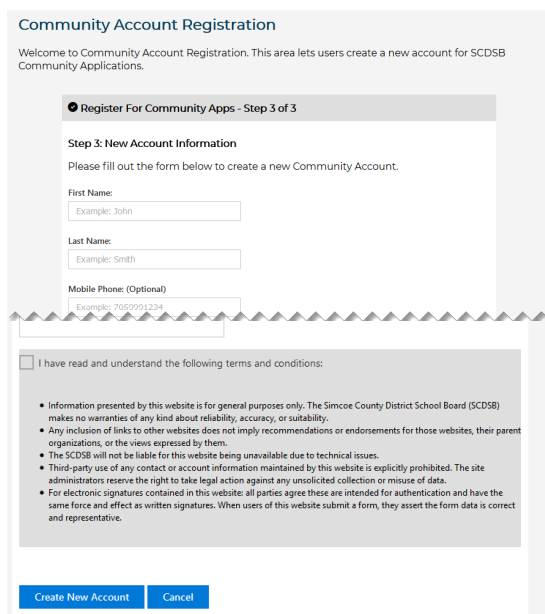 Community Account Registration
Welcome to Community Account Registration. This area lets users create a new account for SCDSB
Community Applications.
Register For Community Apps - Step 3 of 3
Step 3: New Account Information
Please fill out the form below to create a new Community Account.
First Name:
Example: John
Last Name:
Example: Smith
Mobile Phone: (Optional)
Example: 7059991234
I have read and understand the following terms and conditions:
• Information presented by this website is for general purposes only. The Simcoe County District School Board (SCDSB)
makes no warranties of any kind about reliability, accuracy, or suitability.
• Any inclusion of links to other websites does not imply recommendations or endorsements for those websites, their parent
organizations, or the views expressed by them.
• The SCDSB will not be liable for this website being unavailable due to technical issues.
• Third-party use of any contact or account information maintained by this website is explicitly prohibited. The site
administrators reserve the right to take legal action against any unsolicited collection or misuse of data.
• For electronic signatures contained in this website: all parties agree these are intended for authentication and have the
same force and effect as written signatures. When users of this website submit a form, they assert the form data is correct
and representative.
Create New Account
Cancel